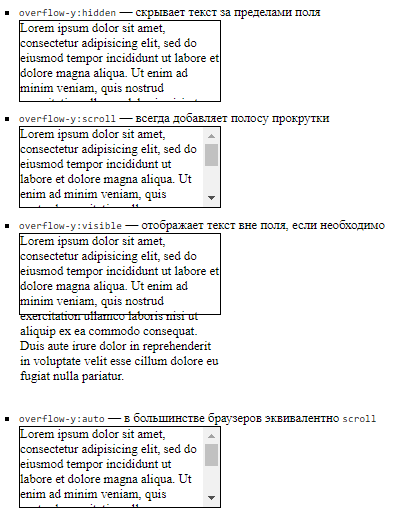 overflow-y:hidden — скрывает текст за пределами поля
Lorem ipsum dolor sit amet,
consectetur adipisicing elit, sed do
eiusmod tempor incididunt ut labore et
dolore magna aliqua. Ut enim ad
minim veniam, quis nostrud
overflow-y:scroll — всегда добавляет полосу прокрутки
Lorem ipsum dolor sit amet,
consectetur adipisicing elit, sed do
eiusmod tempor incididunt ut
labore et dolore magna aliqua. Ut
enim ad minim veniam, quis
overflow-y:visible — отображает текст вне поля, если необходимо
Lorem ipsum dolor sit amet,
consectetur adipisicing elit, sed do
eiusmod tempor incididunt ut labore et
dolore magna aliqua. Ut enim ad
minim veniam, quis nostrud
exercitation ullamco laboris nisi ut
aliquip ex ea commodo consequat.
Duis aute irure dolor in reprehenderit
in voluptate velit esse cillum dolore eu
fugiat nulla pariatur.
overflow-y:auto — в большинстве браузеров эквивалентно scroll
Lorem ipsum dolor sit amet,
consectetur adipisicing elit, sed do
eiusmod tempor incididunt ut
labore et dolore magna aliqua. Ut
enim ad minim veniam, quis